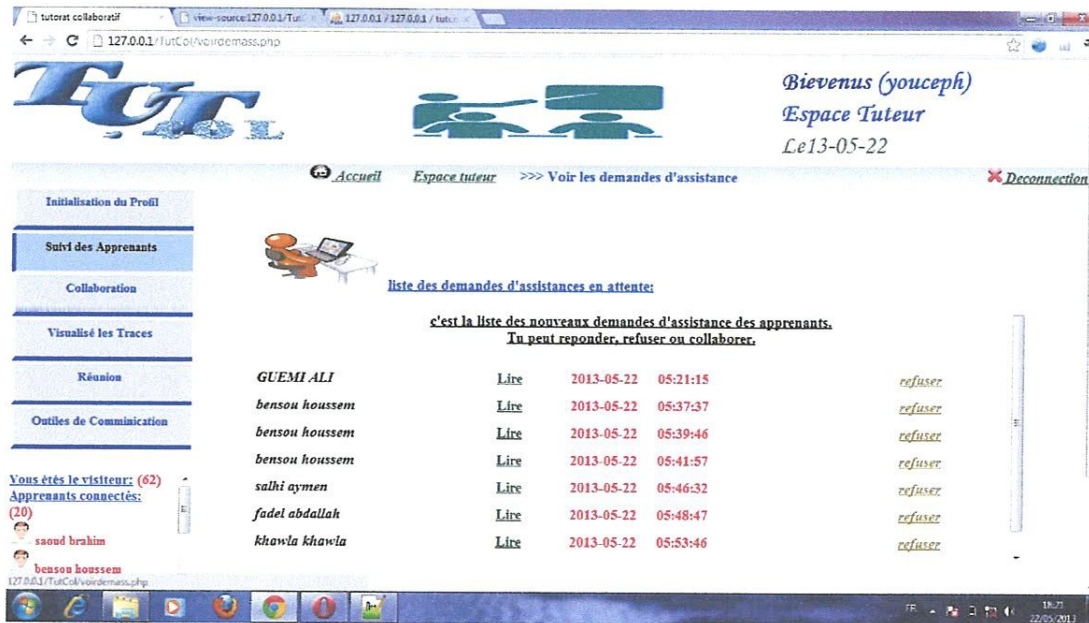 tutorat collaboratif
view-source:127.0.0.1/Tut
127.0.0.1 / 127.0.0.1 / tutc
127.0.0.1/TutCol/voirdemass.php
TUTCOL
Bievenus (youceph)
Espace Tuteur
Le13-05-22
Accueil Espace tuteur >>> Voir les demandes d'assistance Deconnection
Initialisation du Profil
Suivi des Apprenants
Collaboration
Visualisé les Traces
Réunion
Outiles de Comminication
Vous étés le visiteur: (62)
Apprenants connectés:
(20)
saoud brahim
bensou houssem
liste des demandes d'assistances en attente:
c'est la liste des nouveaux demandes d'assistance des apprenants.
Tu peut reponder, refuser ou collaborer.
GUEMI ALI Lire 2013-05-22 05:21:15 refuser
bensou houssem Lire 2013-05-22 05:37:37 refuser
bensou houssem Lire 2013-05-22 05:39:46 refuser
bensou houssem Lire 2013-05-22 05:41:57 refuser
salhi aymen Lire 2013-05-22 05:46:32 refuser
fadel abdallah Lire 2013-05-22 05:48:47 refuser
khawla khawla Lire 2013-05-22 05:53:46 refuser
127.0.0.1/TutCol/voirdemass.php
FR
18:21
22/05/2013